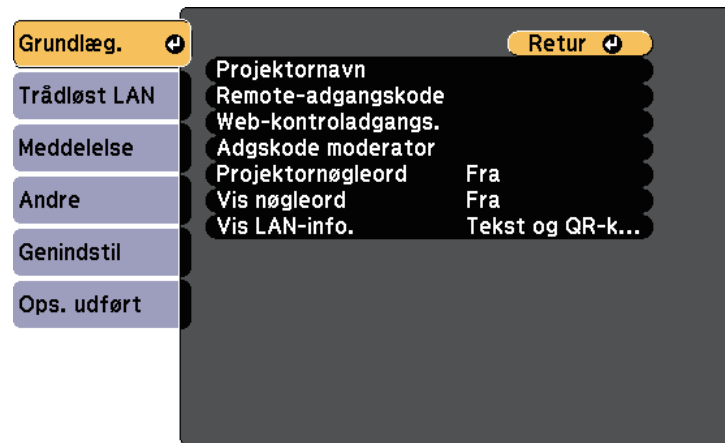 Grundlæg.
Retur
Projektornavn
Trådløst LAN
Remote-adgangskode
Web-kontroladgangs.
Meddelelse
Adgskode moderator
Projektornøgleord Fra
Andre
Vis nøgleord Fra
Vis LAN-info. Tekst og QR-k...
Genindstil
Ops. udført